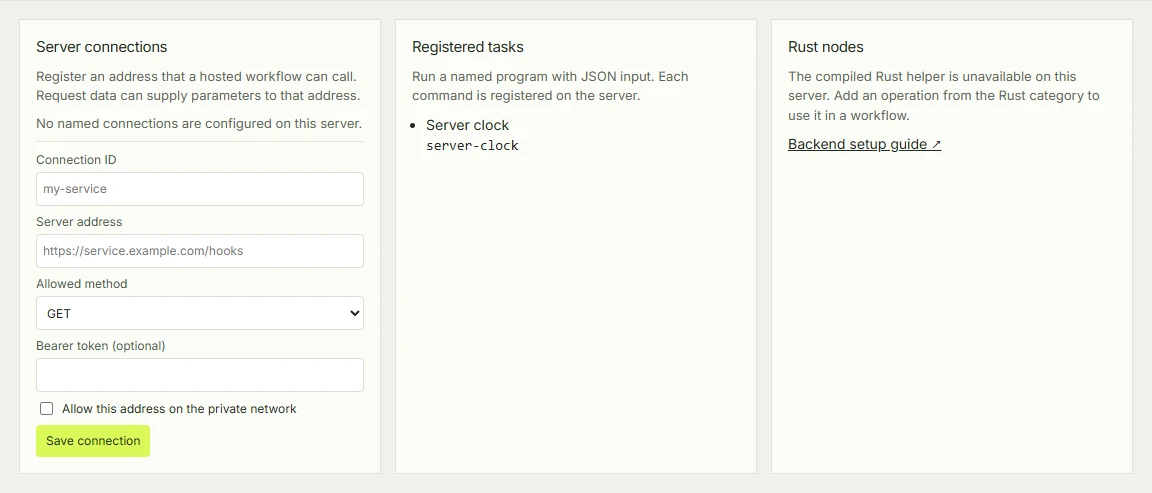 Server connections
Register an address that a hosted workflow can call.
Request data can supply parameters to that address.
No named connections are configured on this server.
Connection ID
my-service
Server address
https://service.example.com/hooks
Allowed method
GET
Bearer token (optional)
Allow this address on the private network
Save connection
Registered tasks
Run a named program with JSON input. Each
command is registered on the server.
• Server clock
server-clock
Rust nodes
The compiled Rust helper is unavailable on this
server. Add an operation from the Rust category to
use it in a workflow.
Backend setup guide ↗